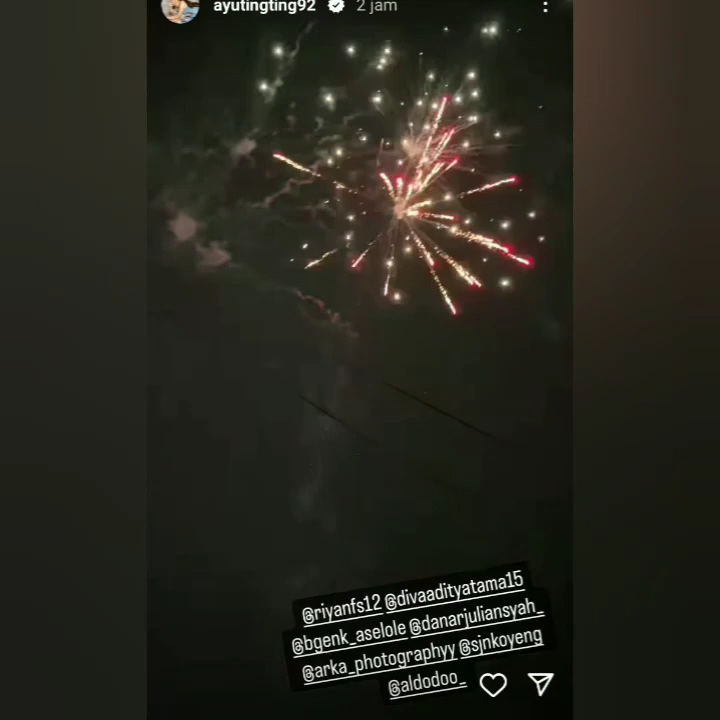 ayutingting92 2 jam
@riyanfs12 @divaadityatama15
@bgenk_aselole @danarjuliansyah_
@arka_photographyy @sjnkoyeng
@aldodoo_